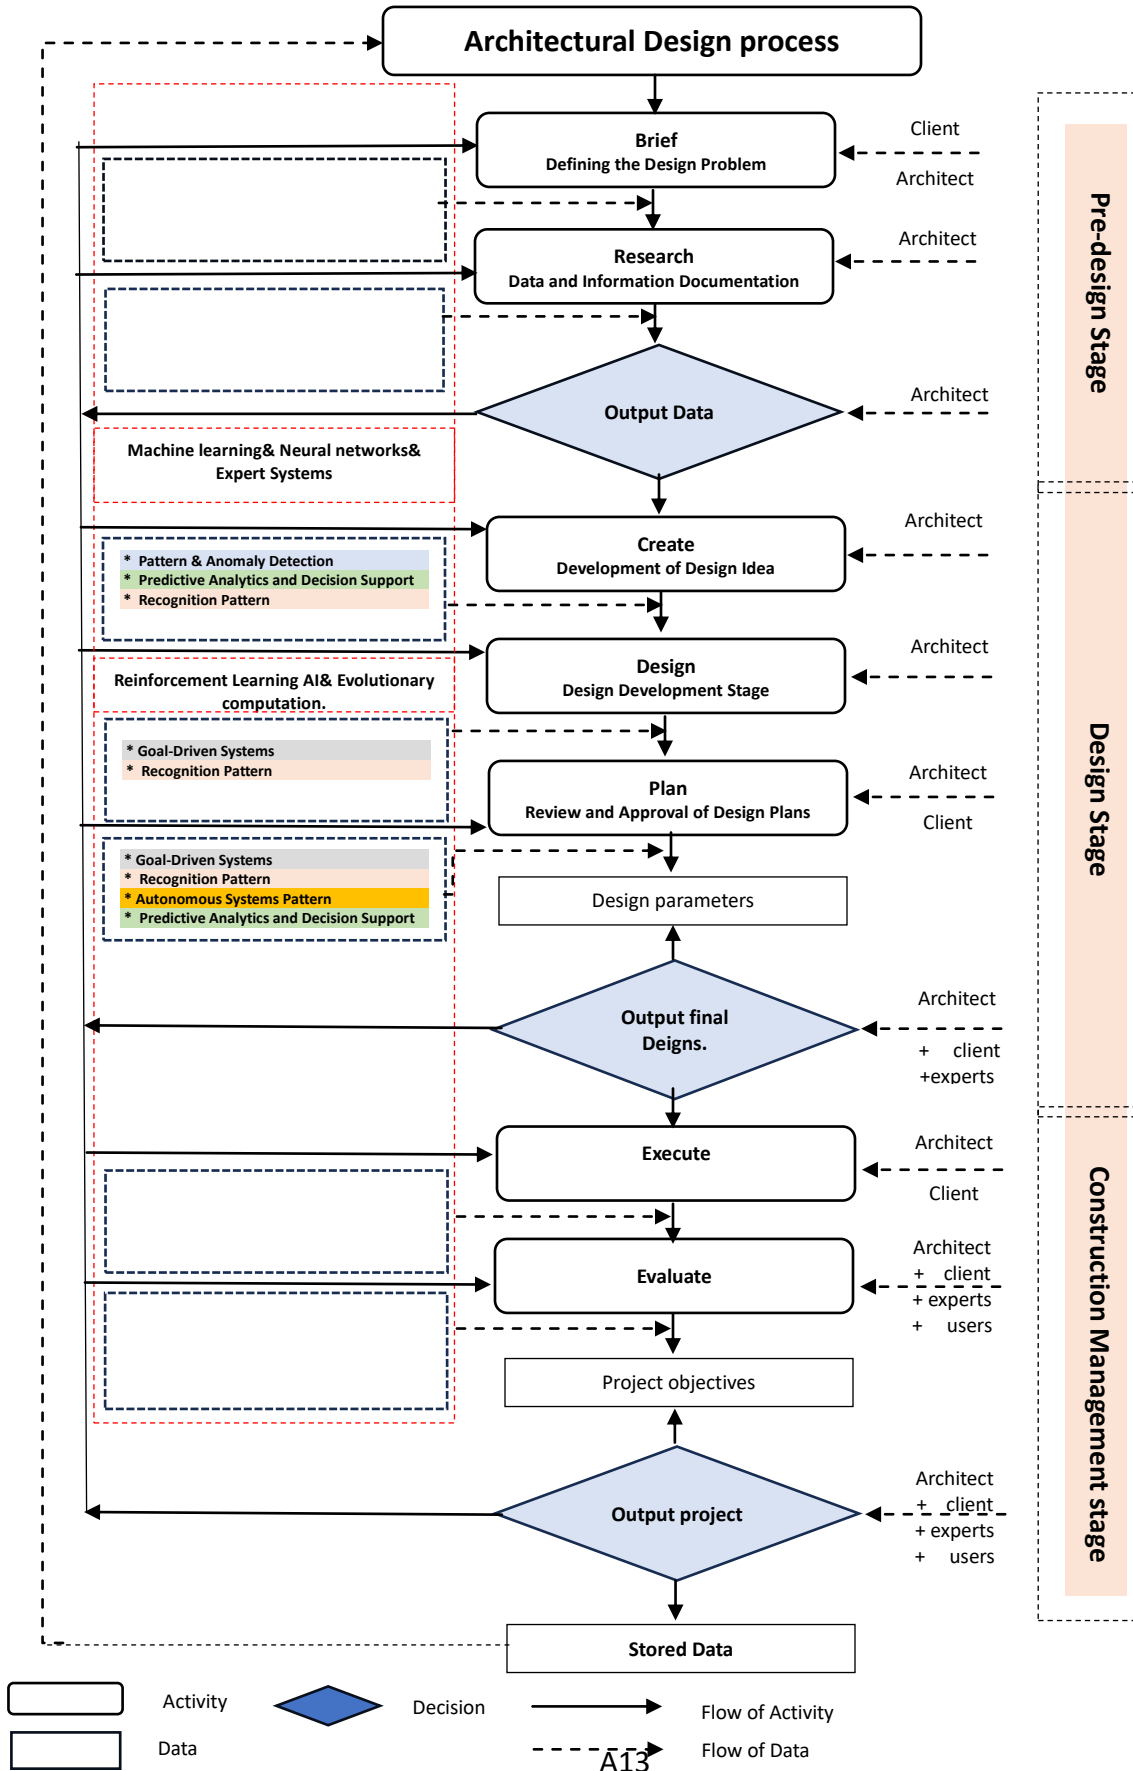 Architectural Design process
Brief
Defining the Design Problem
Client
Architect
Research
Data and Information Documentation
Architect
Output Data
Architect
Pre-design Stage
Machine learning& Neural networks&
Expert Systems
Create
Development of Design Idea
Architect
* Pattern & Anomaly Detection
* Predictive Analytics and Decision Support
* Recognition Pattern
Design
Design Development Stage
Architect
Reinforcement Learning AI& Evolutionary
computation.
* Goal-Driven Systems
* Recognition Pattern
Plan
Review and Approval of Design Plans
Architect
Client
Design Stage
* Goal-Driven Systems
* Recognition Pattern
* Autonomous Systems Pattern
* Predictive Analytics and Decision Support
Design parameters
Output final
Deigns.
Architect
+ client
+experts
Execute
Architect
Client
Evaluate
Architect
+ client
+ experts
+ users
Construction Management stage
Project objectives
Output project
Architect
+ client
+ experts
+ users
Stored Data
Activity
Decision
Flow of Activity
Data
Flow of Data
A13